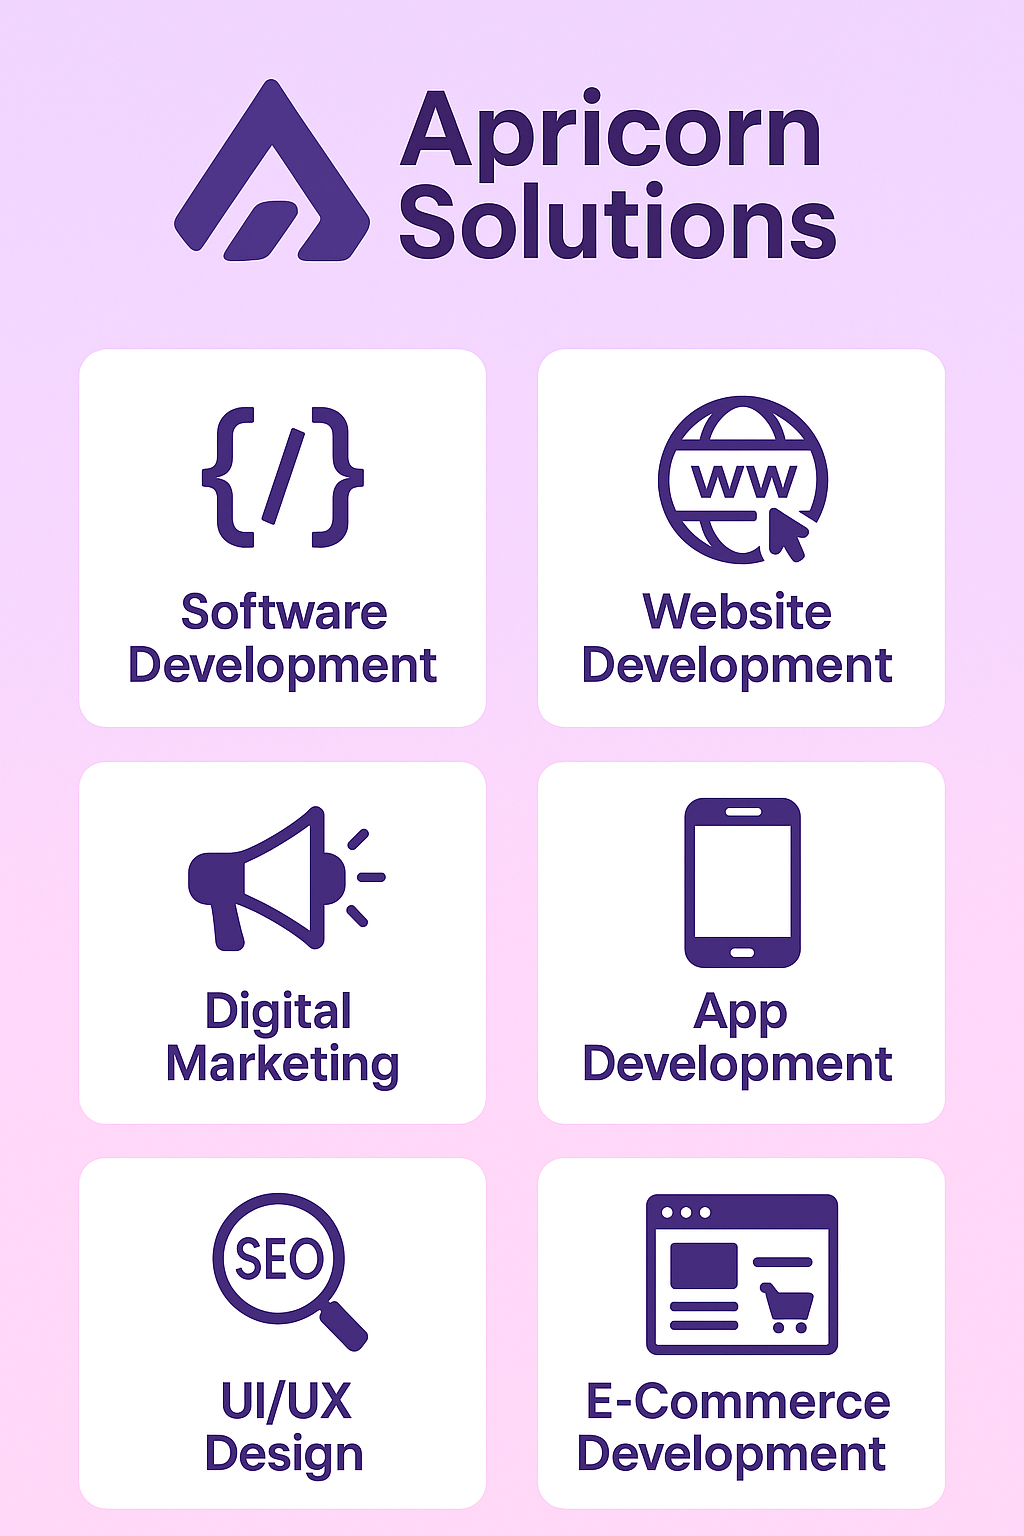 Apricorn
Solutions
Software
Development
WW
Website
Development
Digital
Marketing
App
Development
SEO
UI/UX
Design
E-Commerce
Development